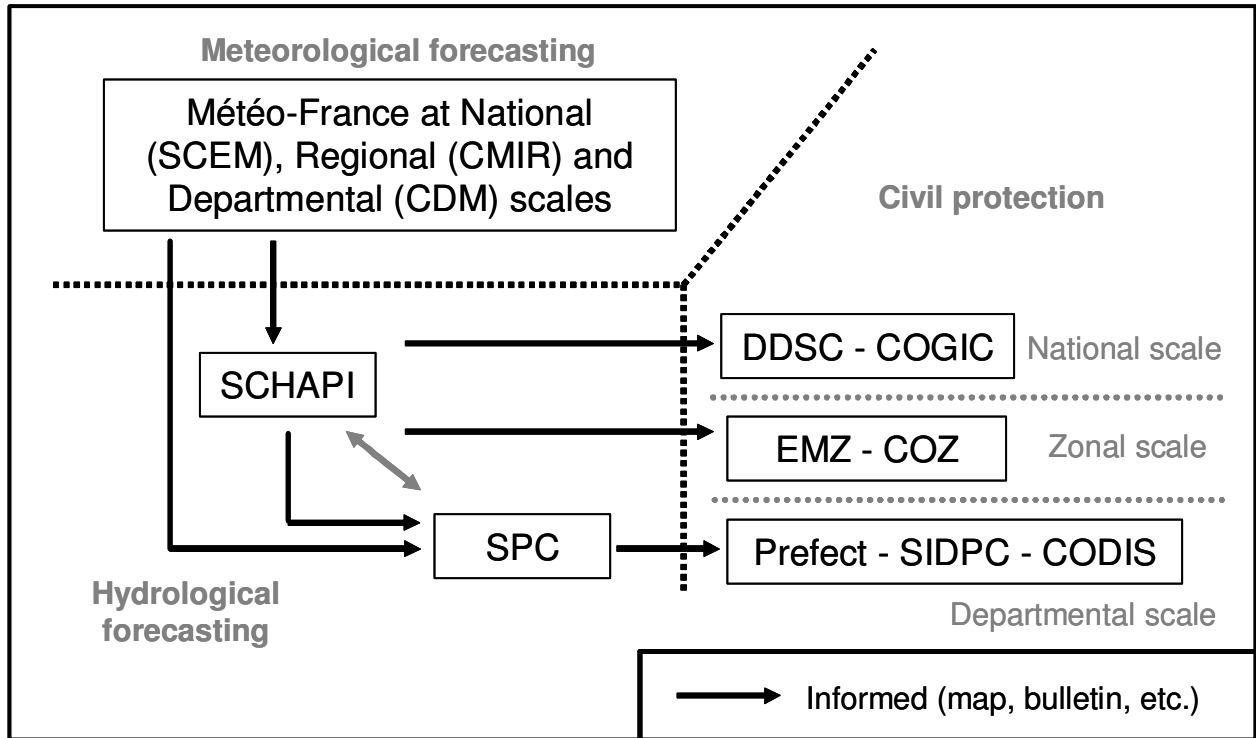 Meteorological forecasting
Météo-France at National
(SCEM), Regional (CMIR) and
Departmental (CDM) scales
Civil protection
SCHAPI
DDSC - COGIC
National scale
EMZ - COZ
Zonal scale
SPC
Prefect - SIDPC - CODIS
Departmental scale
Hydrological
forecasting
Informed (map, bulletin, etc.)